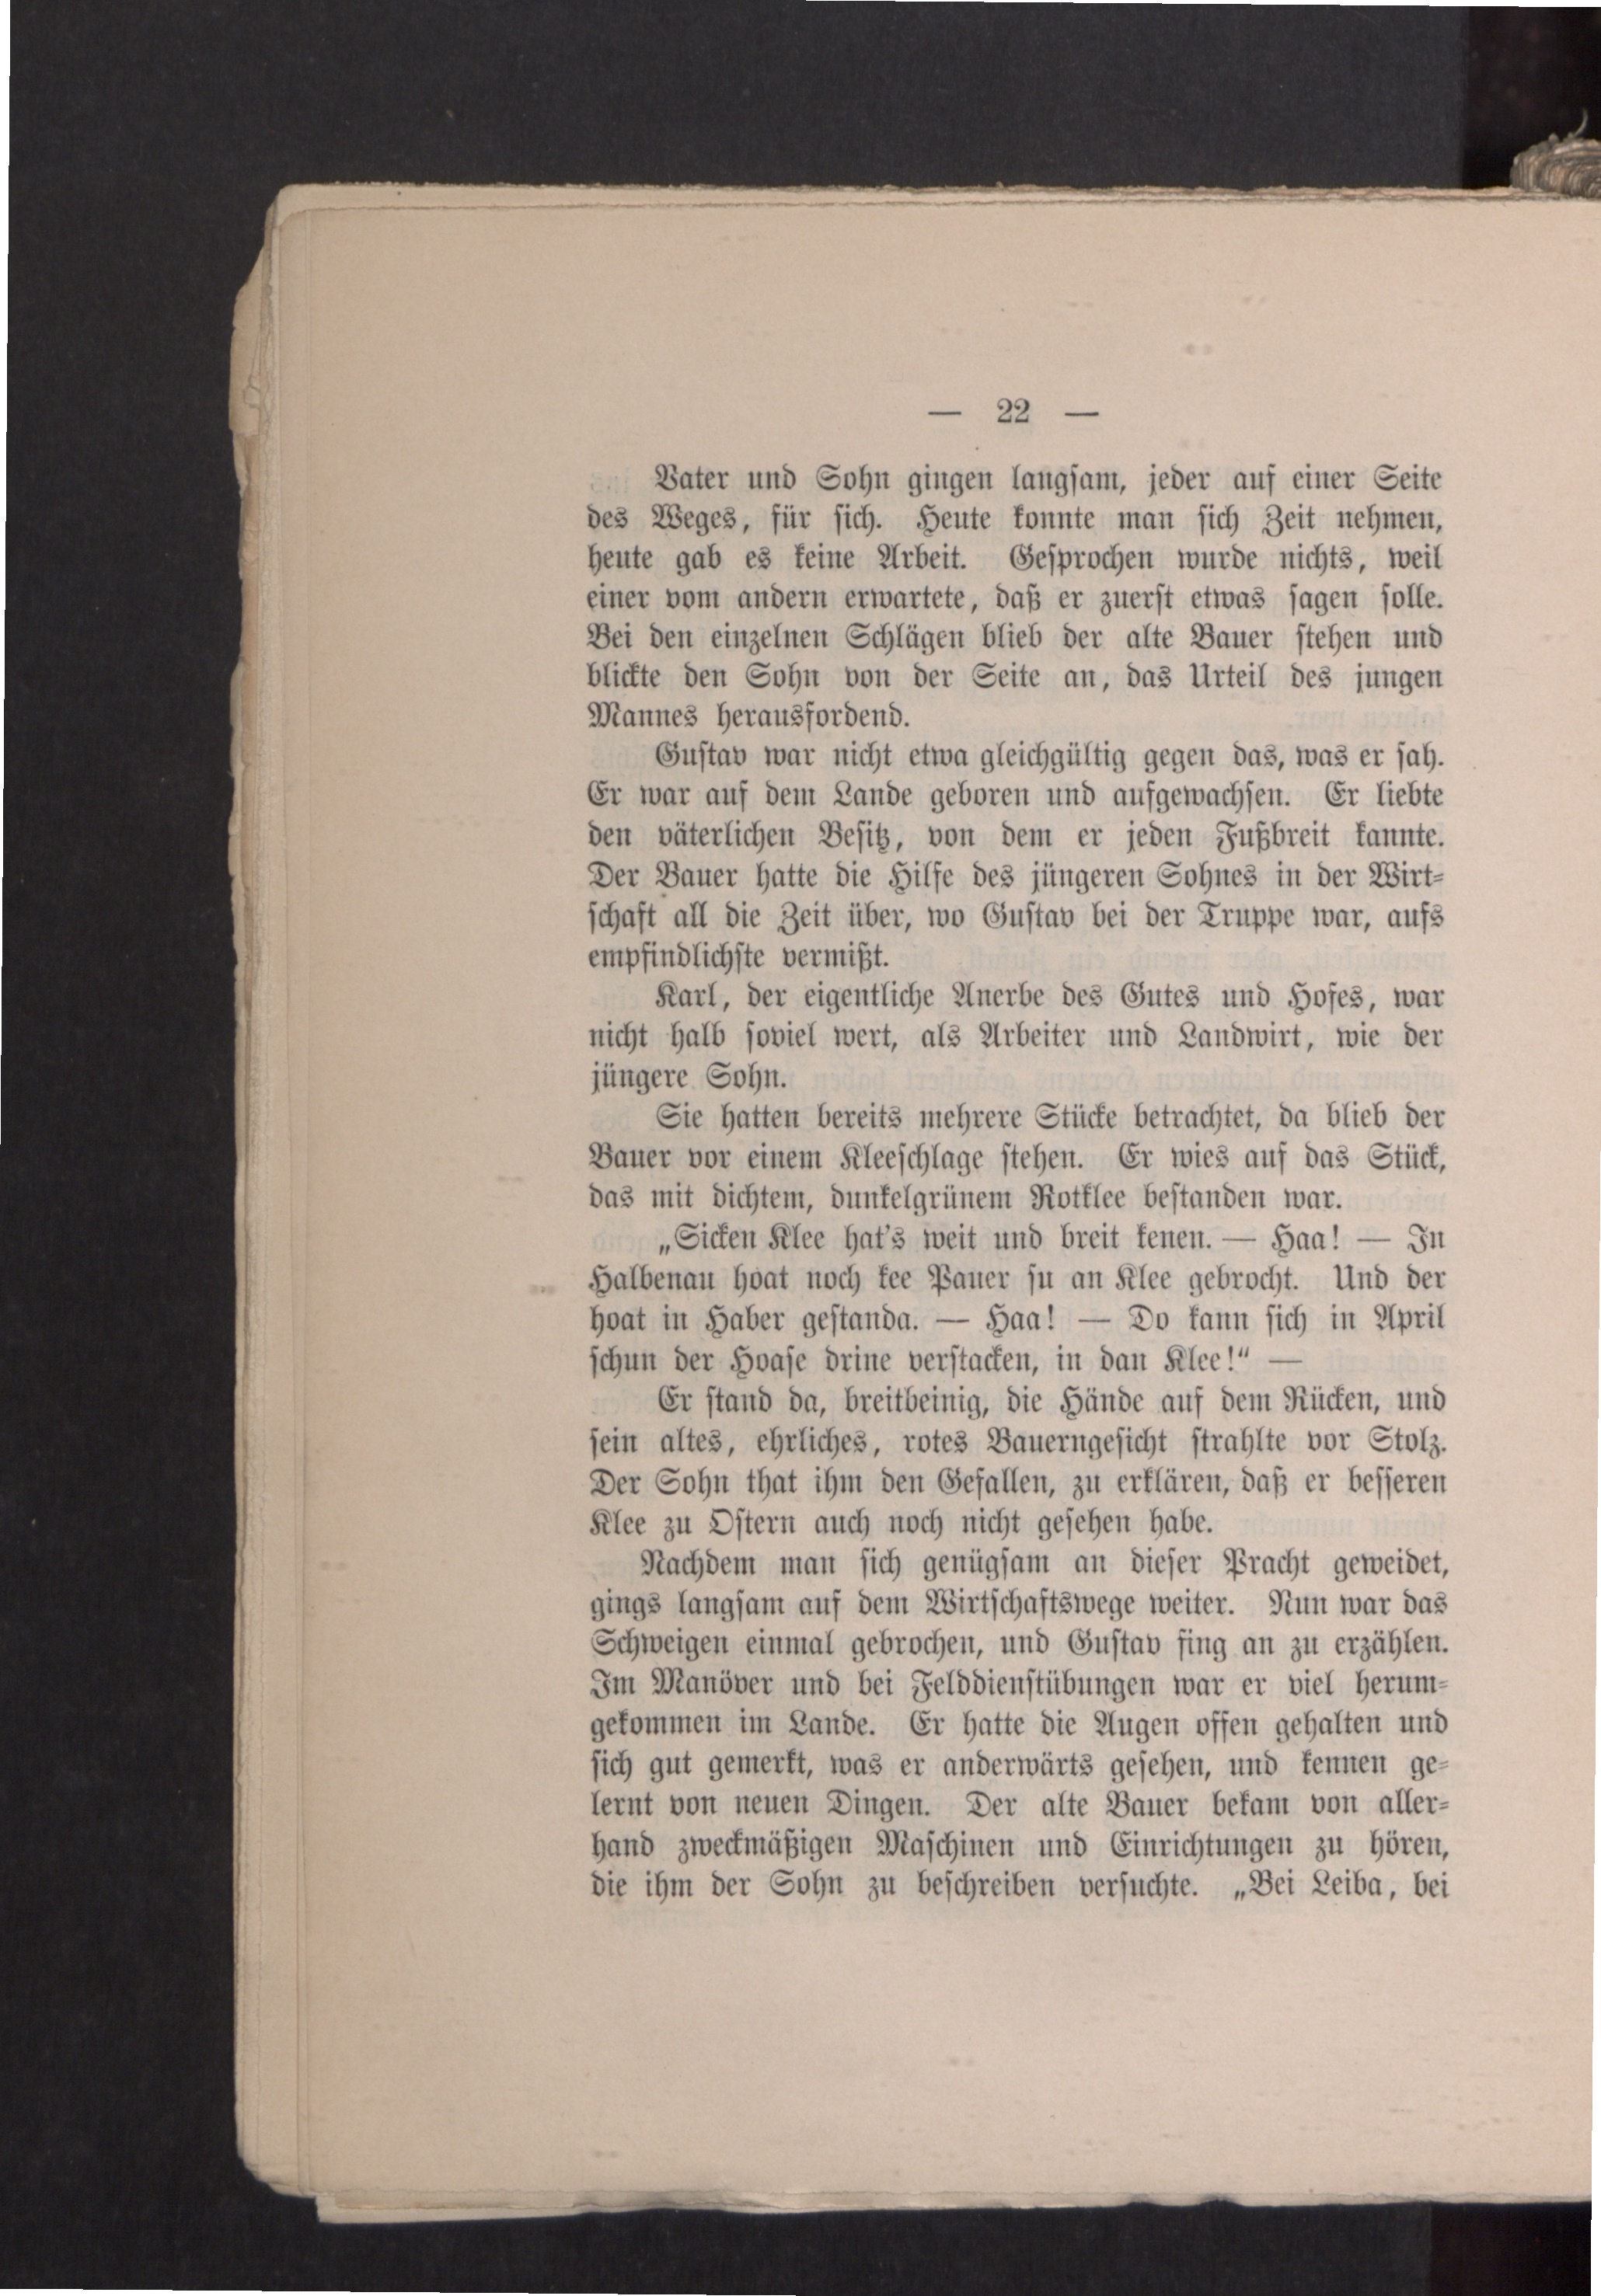 — 22 —
Vater und Sohn gingen langsam, jeder auf einer Seite
des Weges, für sich. Heute konnte man sich Zeit nehmen,
heute gab es keine Arbeit. Gesprochen wurde nichts, weil
einer vom andern erwartete, daß er zuerst etwas sagen solle.
Bei den einzelnen Schlägen blieb der alte Bauer stehen und
blickte den Sohn von der Seite an, das Urteil des jungen
Mannes herausfordend.
Gustav war nicht etwa gleichgültig gegen das, was er sah.
Er war auf dem Lande geboren und aufgewachsen. Er liebte
den väterlichen Besitz, von dem er jeden Fußbreit kannte.
Der Bauer hatte die Hilfe des jüngeren Sohnes in der Wirt-
schaft all die Zeit über, wo Gustav bei der Truppe war, aufs
empfindlichste vermißt.
Karl, der eigentliche Anerbe des Gutes und Hofes, war
nicht halb soviel wert, als Arbeiter und Landwirt, wie der
jüngere Sohn.
Sie hatten bereits mehrere Stücke betrachtet, da blieb der
Bauer vor einem Kleeschlage stehen. Er wies auf das Stück,
das mit dichtem, dunkelgrünem Rotklee bestanden war.
„Sicken Klee hat's weit und breit kenen. — Haa! — In
Halbenau hoat noch kee Pauer su an Klee gebrocht. Und der
hoat in Haber gestanda. — Haa! — Do kann sich in April
schun der Hoase drine verstacken, in dan Klee!“ —
Er stand da, breitbeinig, die Hände auf dem Rücken, und
sein altes, ehrliches, rotes Bauerngesicht strahlte vor Stolz.
Der Sohn that ihm den Gefallen, zu erklären, daß er besseren
Klee zu Ostern auch noch nicht gesehen habe.
Nachdem man sich genügsam an dieser Pracht geweidet,
gings langsam auf dem Wirtschaftswege weiter. Nun war das
Schweigen einmal gebrochen, und Gustav fing an zu erzählen.
Im Manöver und bei Felddienstübungen war er viel herum-
gekommen im Lande. Er hatte die Augen offen gehalten und
sich gut gemerkt, was er anderwärts gesehen, und kennen ge-
lernt von neuen Dingen. Der alte Bauer bekam von aller-
hand zweckmäßigen Maschinen und Einrichtungen zu hören,
die ihm der Sohn zu beschreiben versuchte. „Bei Leiba, bei